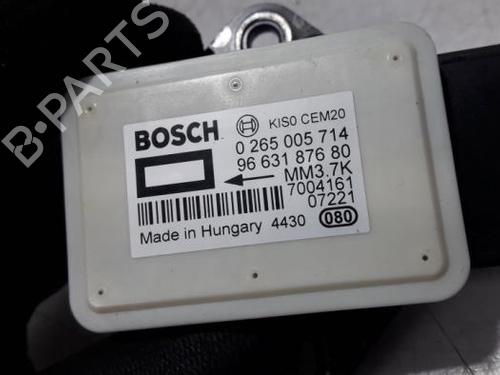 B-PARTS
BOSCH KIS0 CEM20
0 265 005 714
96 631 876 80
MM3.7K
7004161
07221
Made in Hungary 4430 080